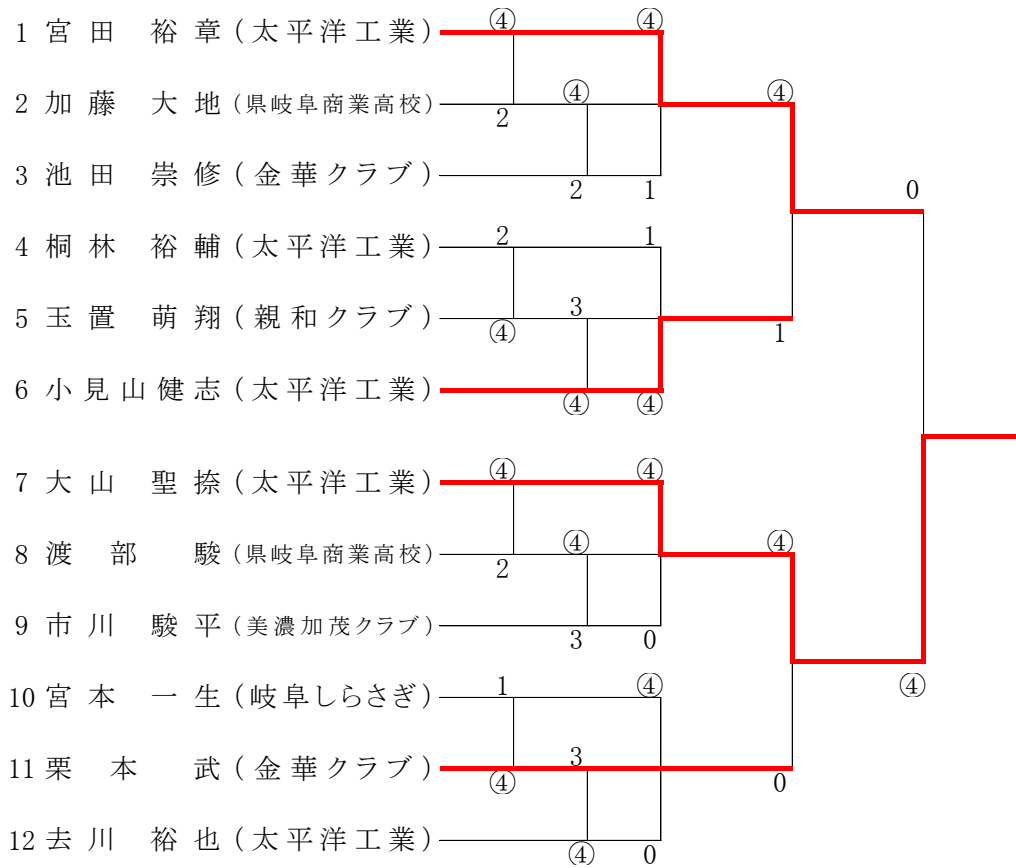 ④ ④
1 宮田 裕章 (太平洋工業)
④ ④
2 加藤 大地 (県岐阜商業高校)
2
3 池田 崇修 (金華クラブ)
2 1 0
2 1
4 桐林 裕輔 (太平洋工業)
3
5 玉置 萌翔 (親和クラブ)
④ 1
6 小見山健志 (太平洋工業)
④ ④
④ ④
7 大山 聖捺 (太平洋工業)
④ ④
8 渡部 駿 (県岐阜商業高校)
2
9 市川 駿平 (美濃加茂クラブ)
3 0
1 ④ ④
10 宮本 一生 (岐阜しらさぎ)
3
11 栗本 武 (金華クラブ)
④ 0
12 去川 裕也 (太平洋工業)
④ 0